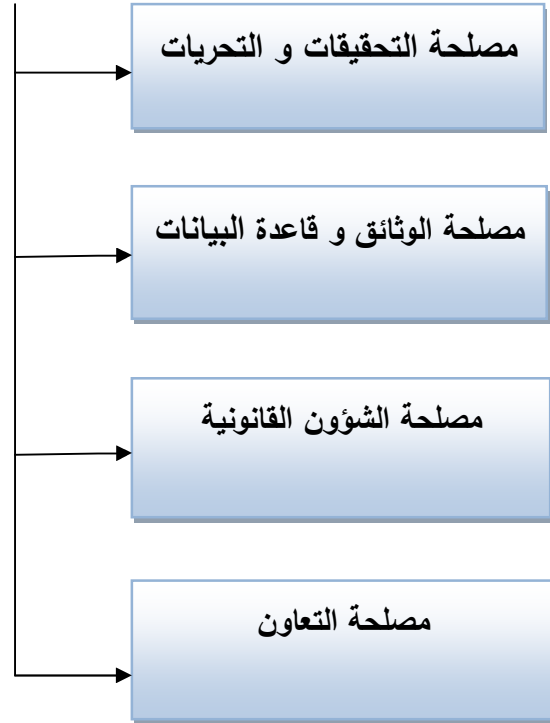 مصلحة التحقيقات و التحريات
مصلحة الوثائق و قاعدة البيانات
مصلحة الشؤون القانونية
مصلحة التعاون